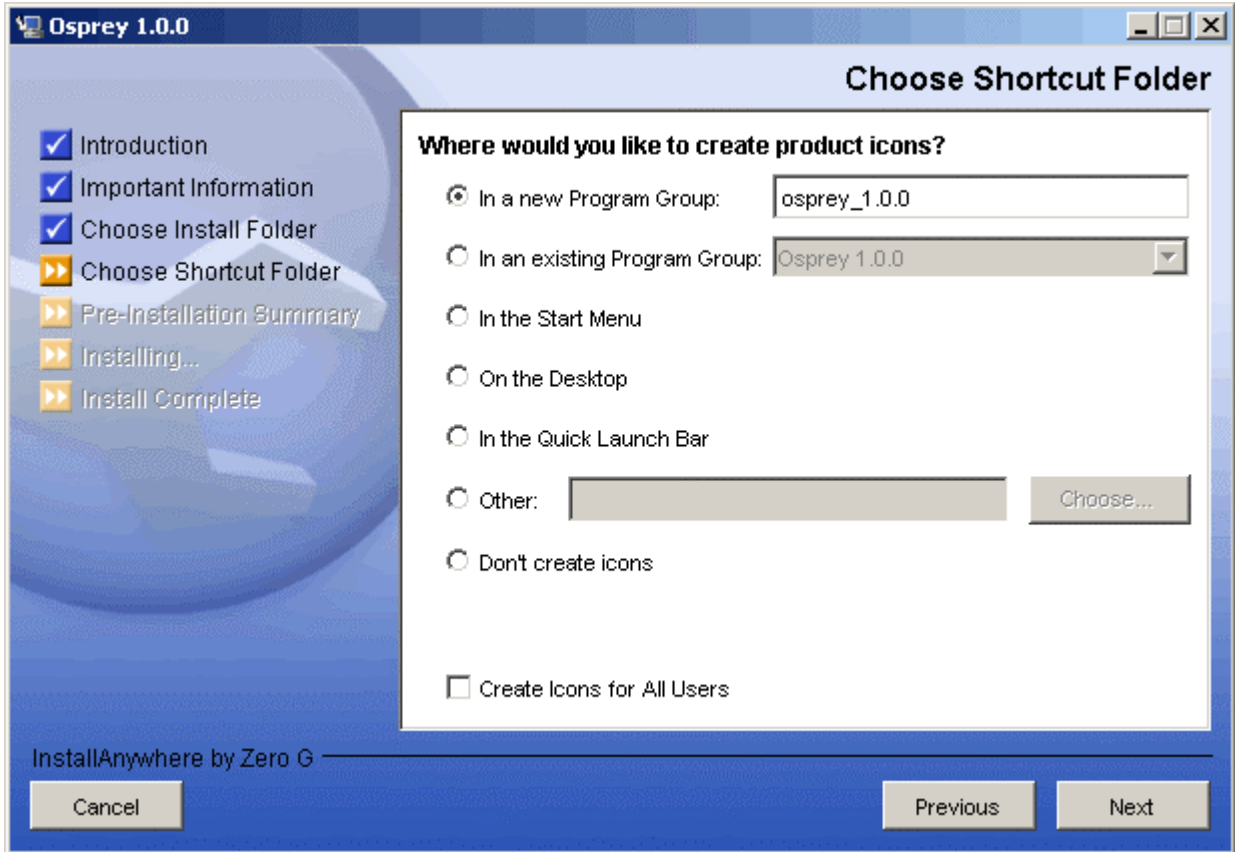 Osprey 1.0.0
Choose Shortcut Folder
Introduction
Important Information
Choose Install Folder
Choose Shortcut Folder
Pre-Installation Summary
Installing...
Install Complete
Where would you like to create product icons?
In a new Program Group: osprey_1.0.0
In an existing Program Group: Osprey 1.0.0
In the Start Menu
On the Desktop
In the Quick Launch Bar
Other: Choose...
Don't create icons
Create Icons for All Users
InstallAnywhere by Zero G
Cancel Previous Next